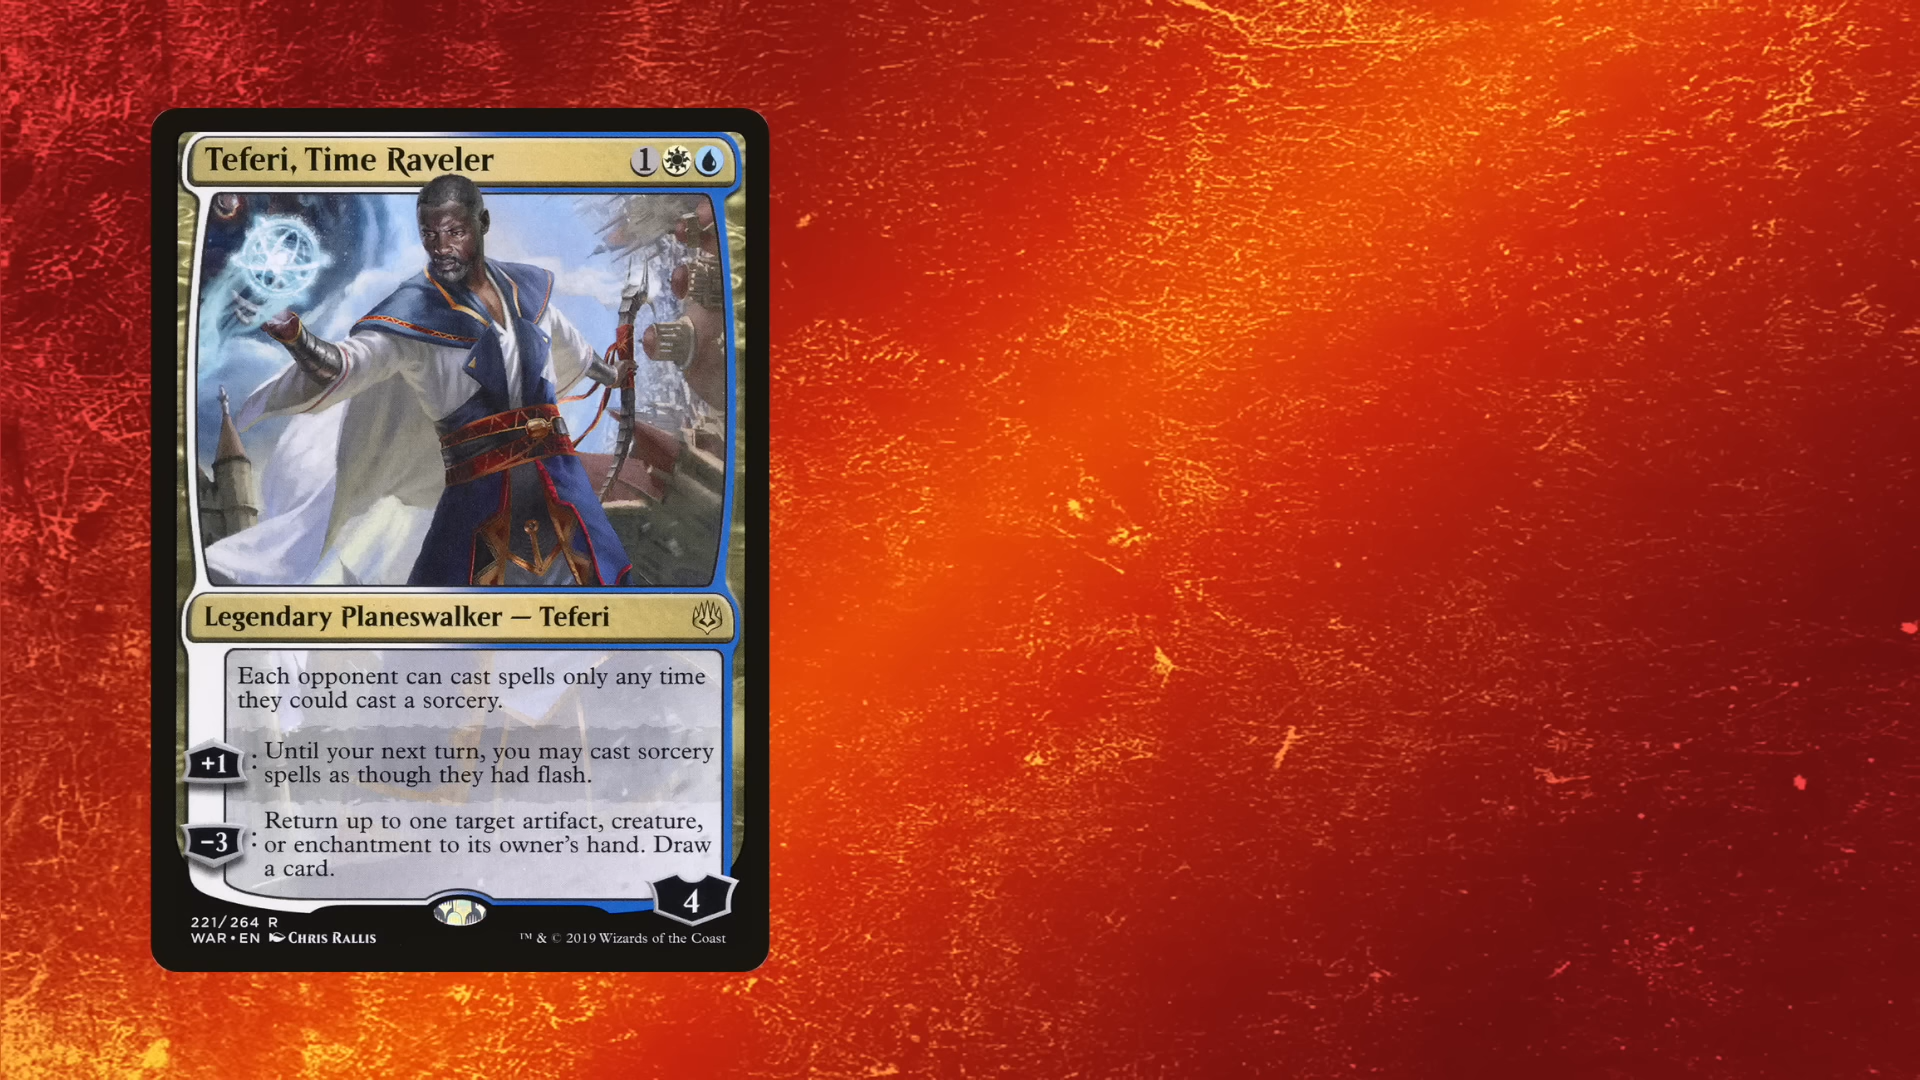 Teferi, Time Raveler 1
Legendary Planeswalker — Teferi
Each opponent can cast spells only any time
they could cast a sorcery.
+1: Until your next turn, you may cast sorcery
spells as though they had flash.
−3: Return up to one target artifact, creature,
or enchantment to its owner's hand. Draw
a card.
4
221/264 R
WAR • EN Chris Rallis
™ & © 2019 Wizards of the Coast